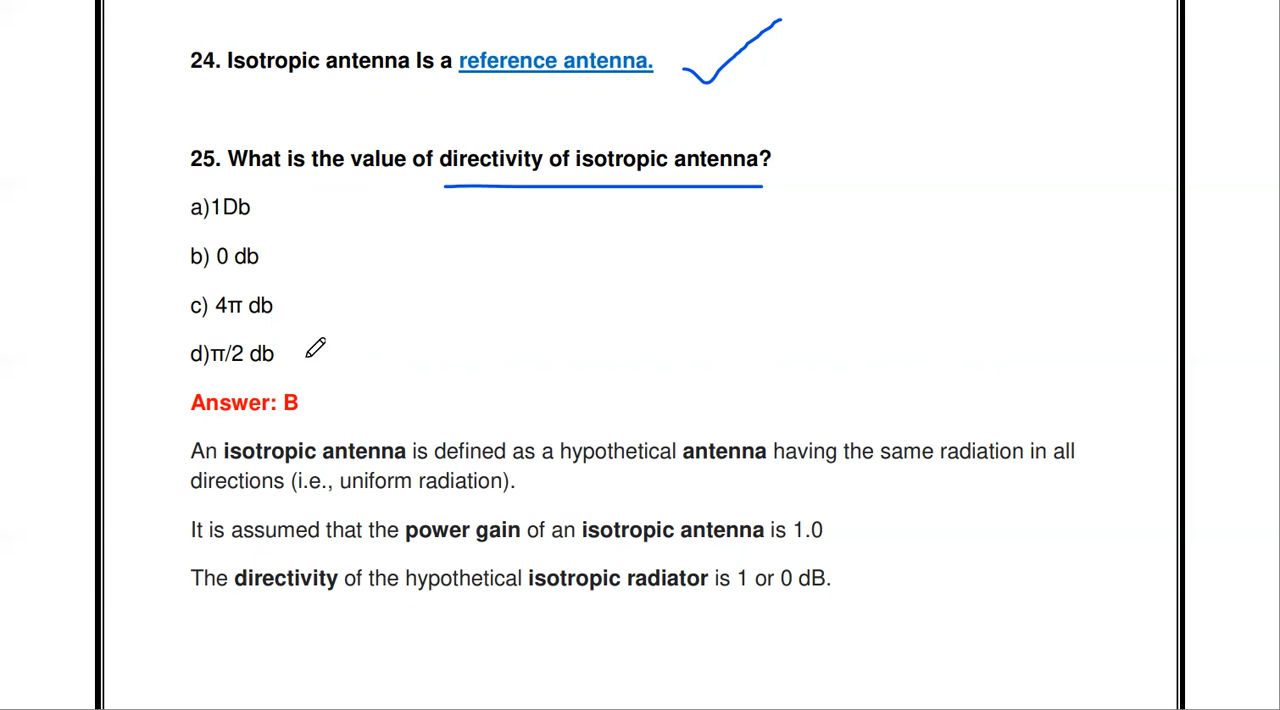 24. Isotropic antenna Is a reference antenna.
25. What is the value of directivity of isotropic antenna?
a)1Db
b) 0 db
c) 4π db
d)π/2 db
Answer: B
An isotropic antenna is defined as a hypothetical antenna having the same radiation in all
directions (i.e., uniform radiation).
It is assumed that the power gain of an isotropic antenna is 1.0
The directivity of the hypothetical isotropic radiator is 1 or 0 dB.